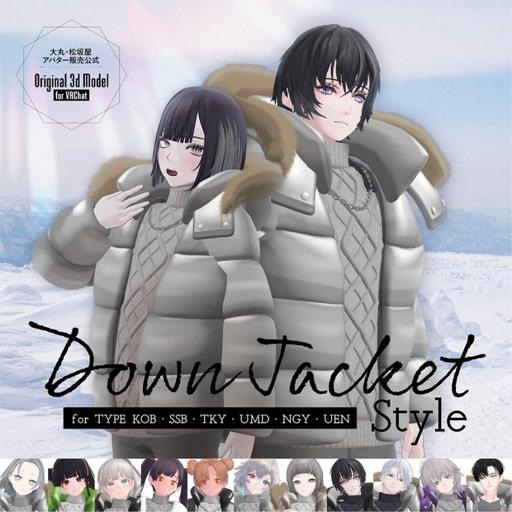 大丸・松坂屋
アバター販売公式
Original 3d Model
for VRChat
Down Jacket
for TYPE KOB · SSB · TKY · UMD · NGY · UEN
Style